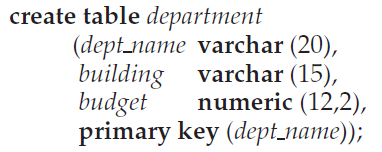 create table department
(dept_name varchar (20),
building varchar (15),
budget numeric (12,2),
primary key (dept_name));